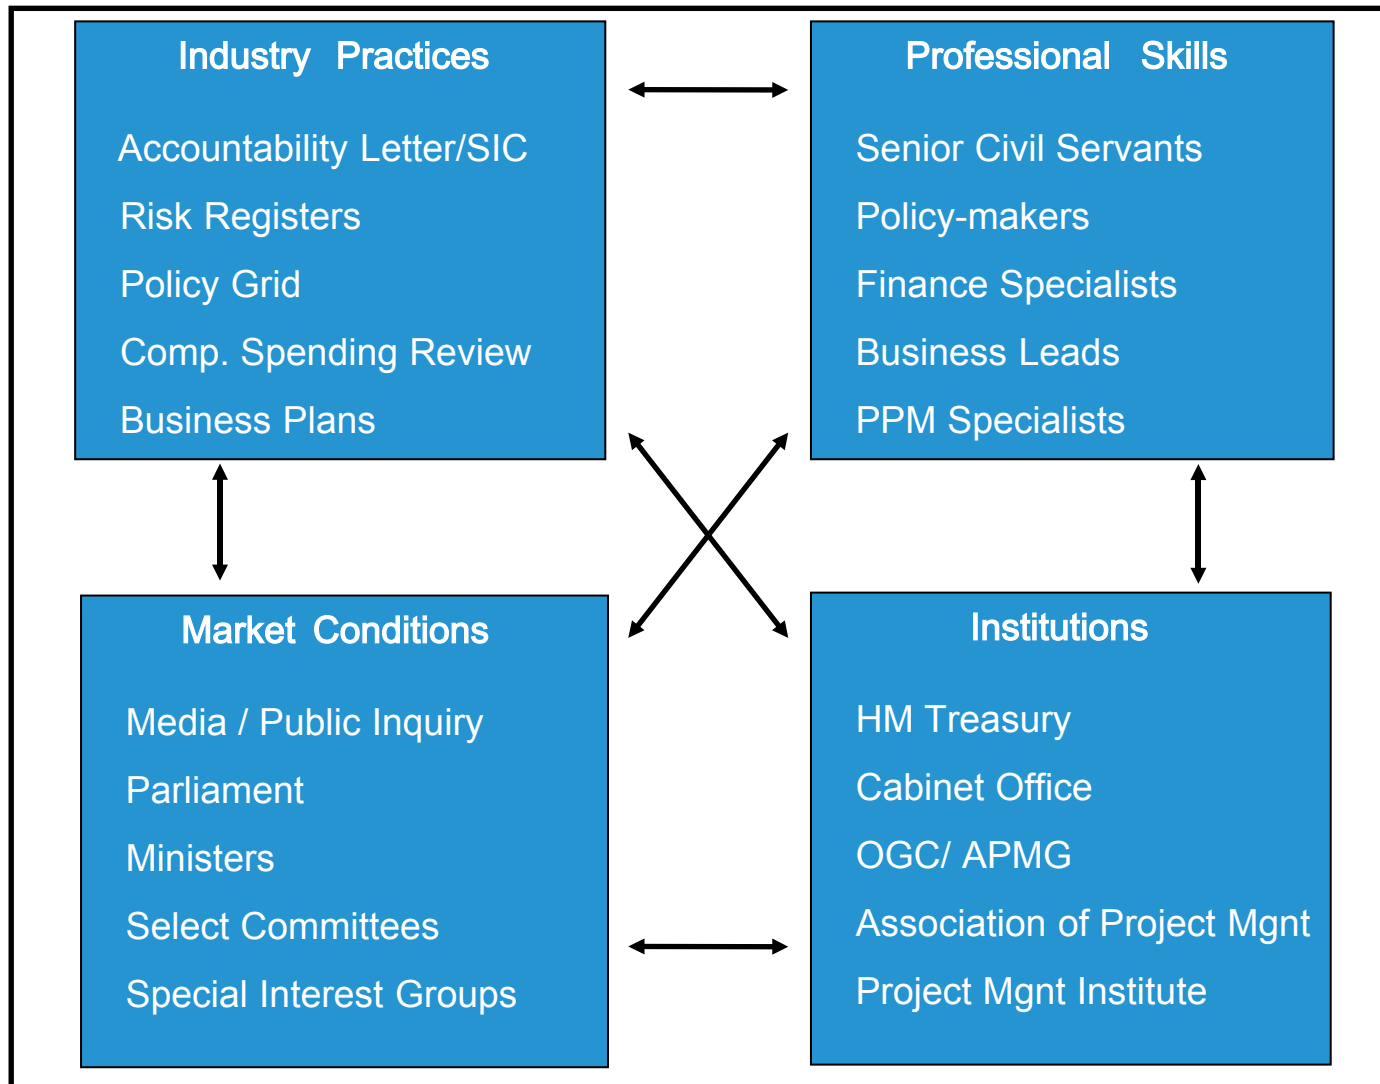 Industry Practices
Accountability Letter/SIC
Risk Registers
Policy Grid
Comp. Spending Review
Business Plans
Professional Skills
Senior Civil Servants
Policy-makers
Finance Specialists
Business Leads
PPM Specialists
Market Conditions
Media / Public Inquiry
Parliament
Ministers
Select Committees
Special Interest Groups
Institutions
HM Treasury
Cabinet Office
OGC/ APMG
Association of Project Mgnt
Project Mgnt Institute